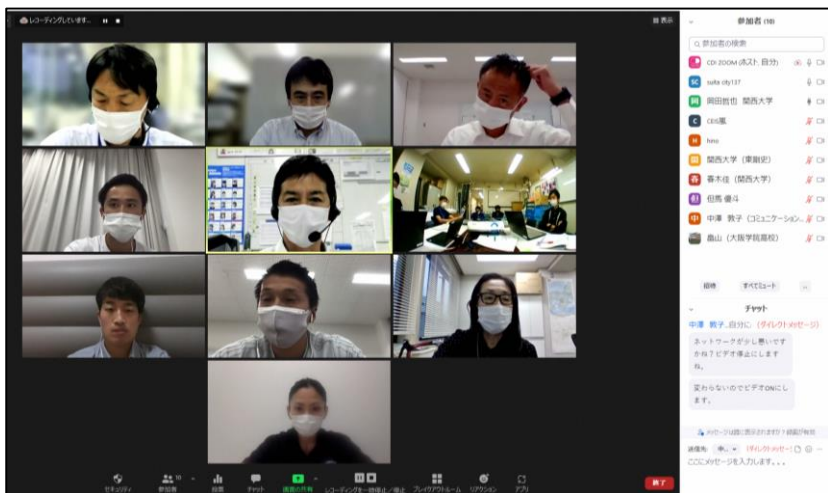 レコーディングしています...
表示
参加者 (10)
参加者の検索
CDI ZOOM (ホスト, 自分)
SC suita city137
岡 岡田哲也 関西大学
C
M hino
関 関西大学(東剛史)
春 春木佳(関西大学)
但 但馬 優斗
中 中澤 敦子(コミュニケーション...
畠山(大阪学院高校)
招待
すべてミュート
チャット
中澤 敦子..自分に (ダイレクトメッセージ)
ネットワークが少し悪いです
かね?ビデオ停止にします
ね。
変わらないのでビデオONにし
ます。
送信先: 中... (ダイレクトメッセー
ここにメッセージを入力します...
セキュリティ
参加者 10
投票
チャット
画面の共有
レコーディングを一時停止/停止
ブレイクアウトルーム
リアクション
アプリ
終了